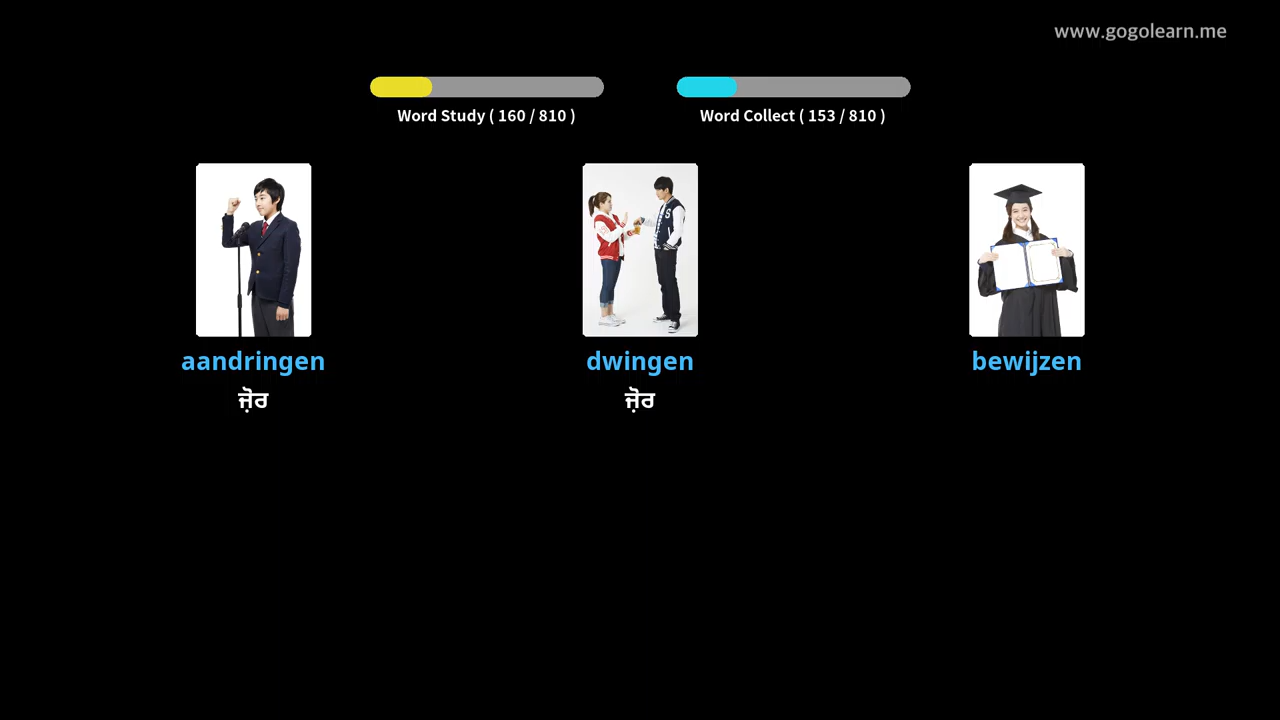 www.gogolearn.me
Word Study ( 160 / 810 )
Word Collect ( 153 / 810 )
aandringen
dwingen
bewijzen
ਜ਼ੋਰ
ਜ਼ੋਰ